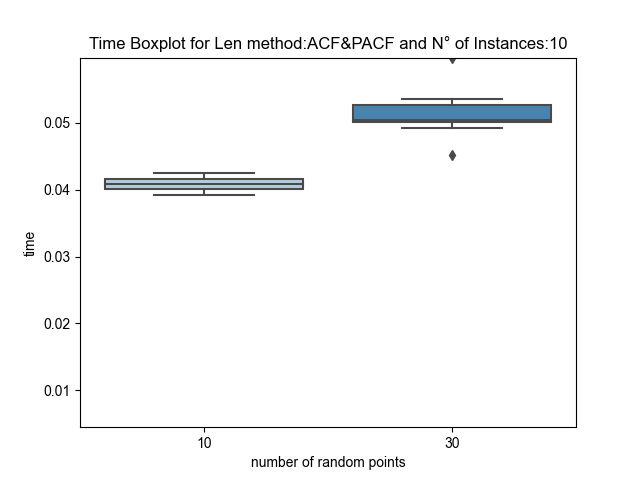 Time Boxplot for Len method:ACF&PACF and N° of Instances:10
0.05
0.04
0.03
0.02
0.01
time
10
30
number of random points